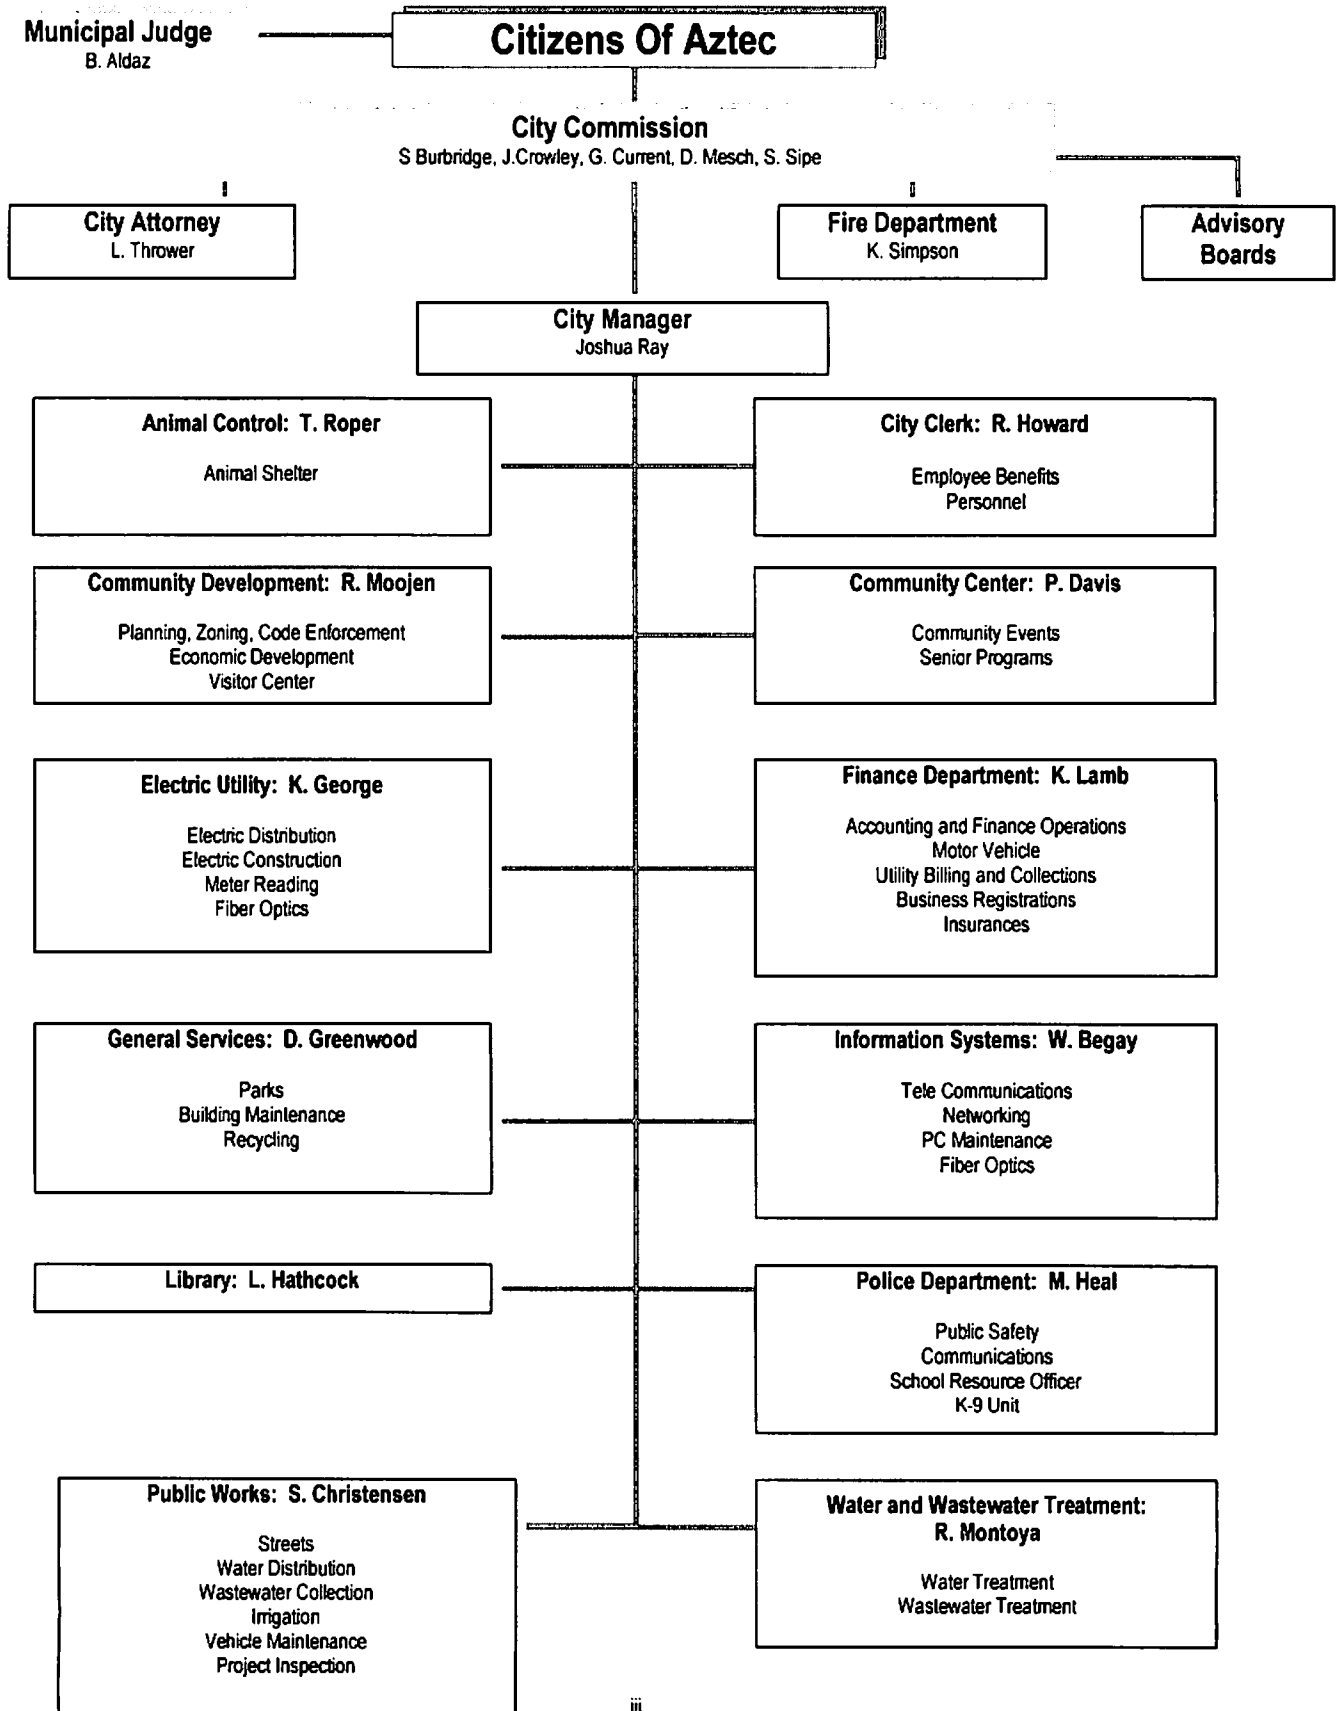 Municipal Judge
B. Aldaz
Citizens Of Aztec
City Commission
S Burbridge, J.Crowley, G. Current, D. Mesch, S. Sipe
City Attorney
L. Thrower
Fire Department
K. Simpson
Advisory
Boards
City Manager
Joshua Ray
Animal Control: T. Roper
Animal Shelter
City Clerk: R. Howard
Employee Benefits
Personnel
Community Development: R. Moojen
Planning, Zoning, Code Enforcement
Economic Development
Visitor Center
Community Center: P. Davis
Community Events
Senior Programs
Electric Utility: K. George
Electric Distribution
Electric Construction
Meter Reading
Fiber Optics
Finance Department: K. Lamb
Accounting and Finance Operations
Motor Vehicle
Utility Billing and Collections
Business Registrations
Insurances
General Services: D. Greenwood
Parks
Building Maintenance
Recycling
Information Systems: W. Begay
Tele Communications
Networking
PC Maintenance
Fiber Optics
Library: L. Hathcock
Police Department: M. Heal
Public Safety
Communications
School Resource Officer
K-9 Unit
Public Works: S. Christensen
Streets
Water Distribution
Wastewater Collection
Irrigation
Vehicle Maintenance
Project Inspection
Water and Wastewater Treatment:
R. Montoya
Water Treatment
Wastewater Treatment
iii